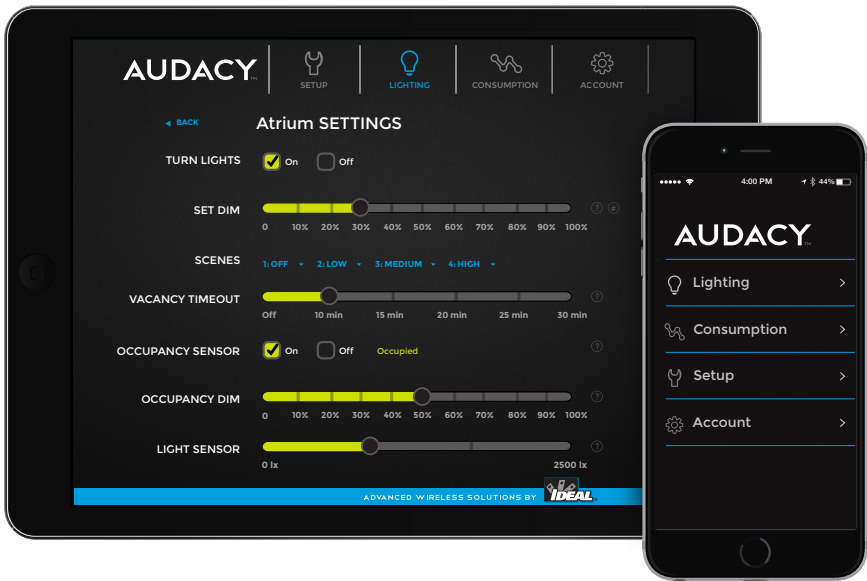 AUDACY™
SETUP
LIGHTING
CONSUMPTION
ACCOUNT
◄ BACK
Atrium SETTINGS
TURN LIGHTS On Off
SET DIM ? #
0 10% 20% 30% 40% 50% 60% 70% 80% 90% 100%
SCENES 1: OFF 2: LOW 3: MEDIUM 4: HIGH
VACANCY TIMEOUT ?
Off 10 min 15 min 20 min 25 min 30 min
OCCUPANCY SENSOR On Off Occupied ?
OCCUPANCY DIM ?
0 10% 20% 30% 40% 50% 60% 70% 80% 90% 100%
LIGHT SENSOR ?
0 lx 2500 lx
ADVANCED WIRELESS SOLUTIONS BY IDEAL
4:00 PM 44%
AUDACY™
Lighting >
Consumption >
Setup >
Account >